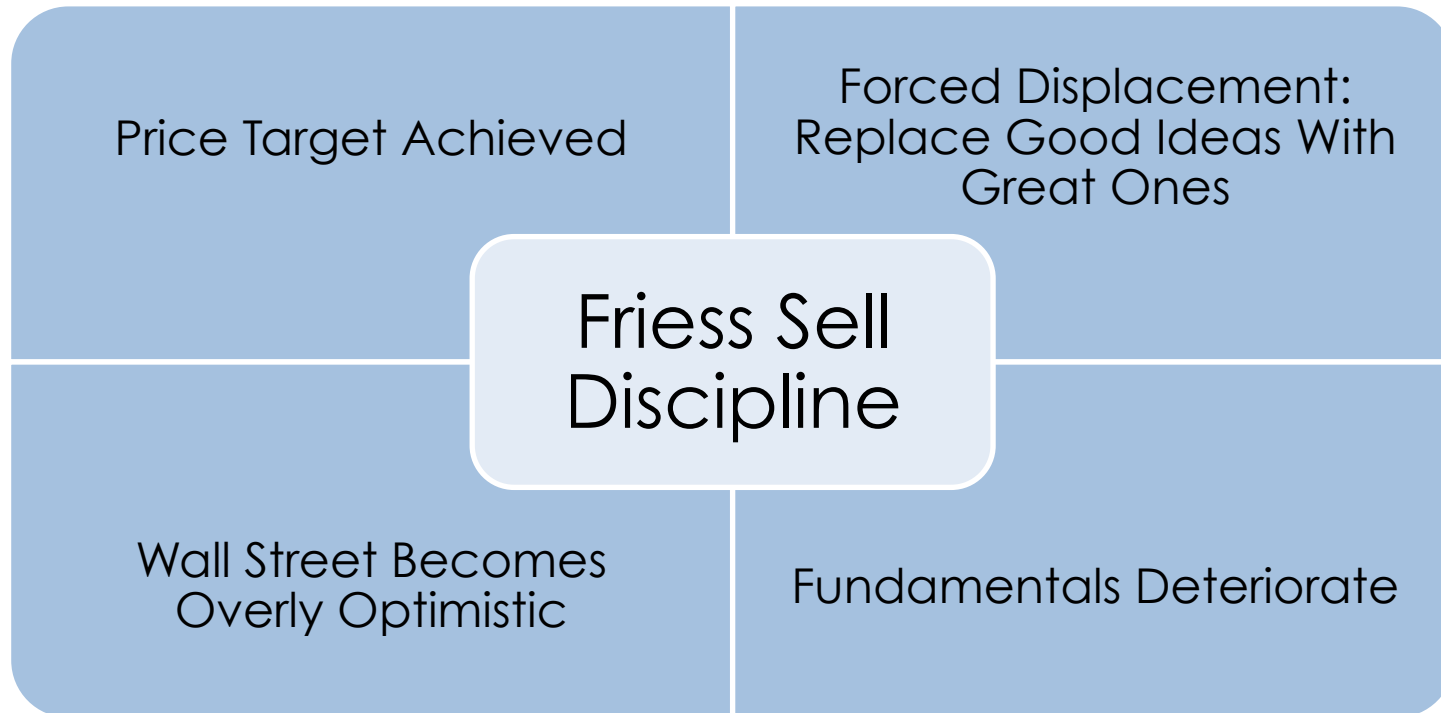 Price Target Achieved
Forced Displacement:
Replace Good Ideas With
Great Ones
Friess Sell
Discipline
Wall Street Becomes
Overly Optimistic
Fundamentals Deteriorate